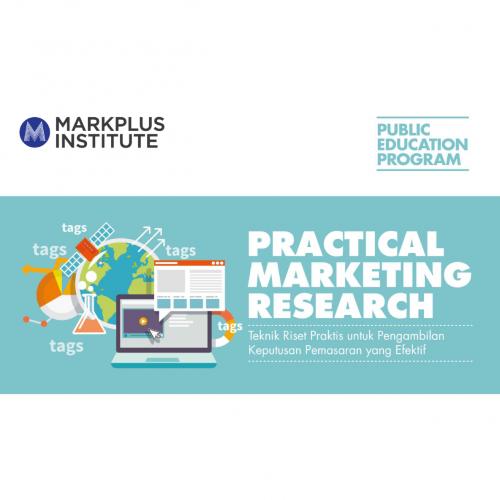 MARKPLUS
INSTITUTE
PUBLIC
EDUCATION
PROGRAM
tags
tags
tags
tags
tags
PRACTICAL
MARKETING
RESEARCH
Teknik Riset Praktis untuk Pengambilan
Keputusan Pemasaran yang Efektif